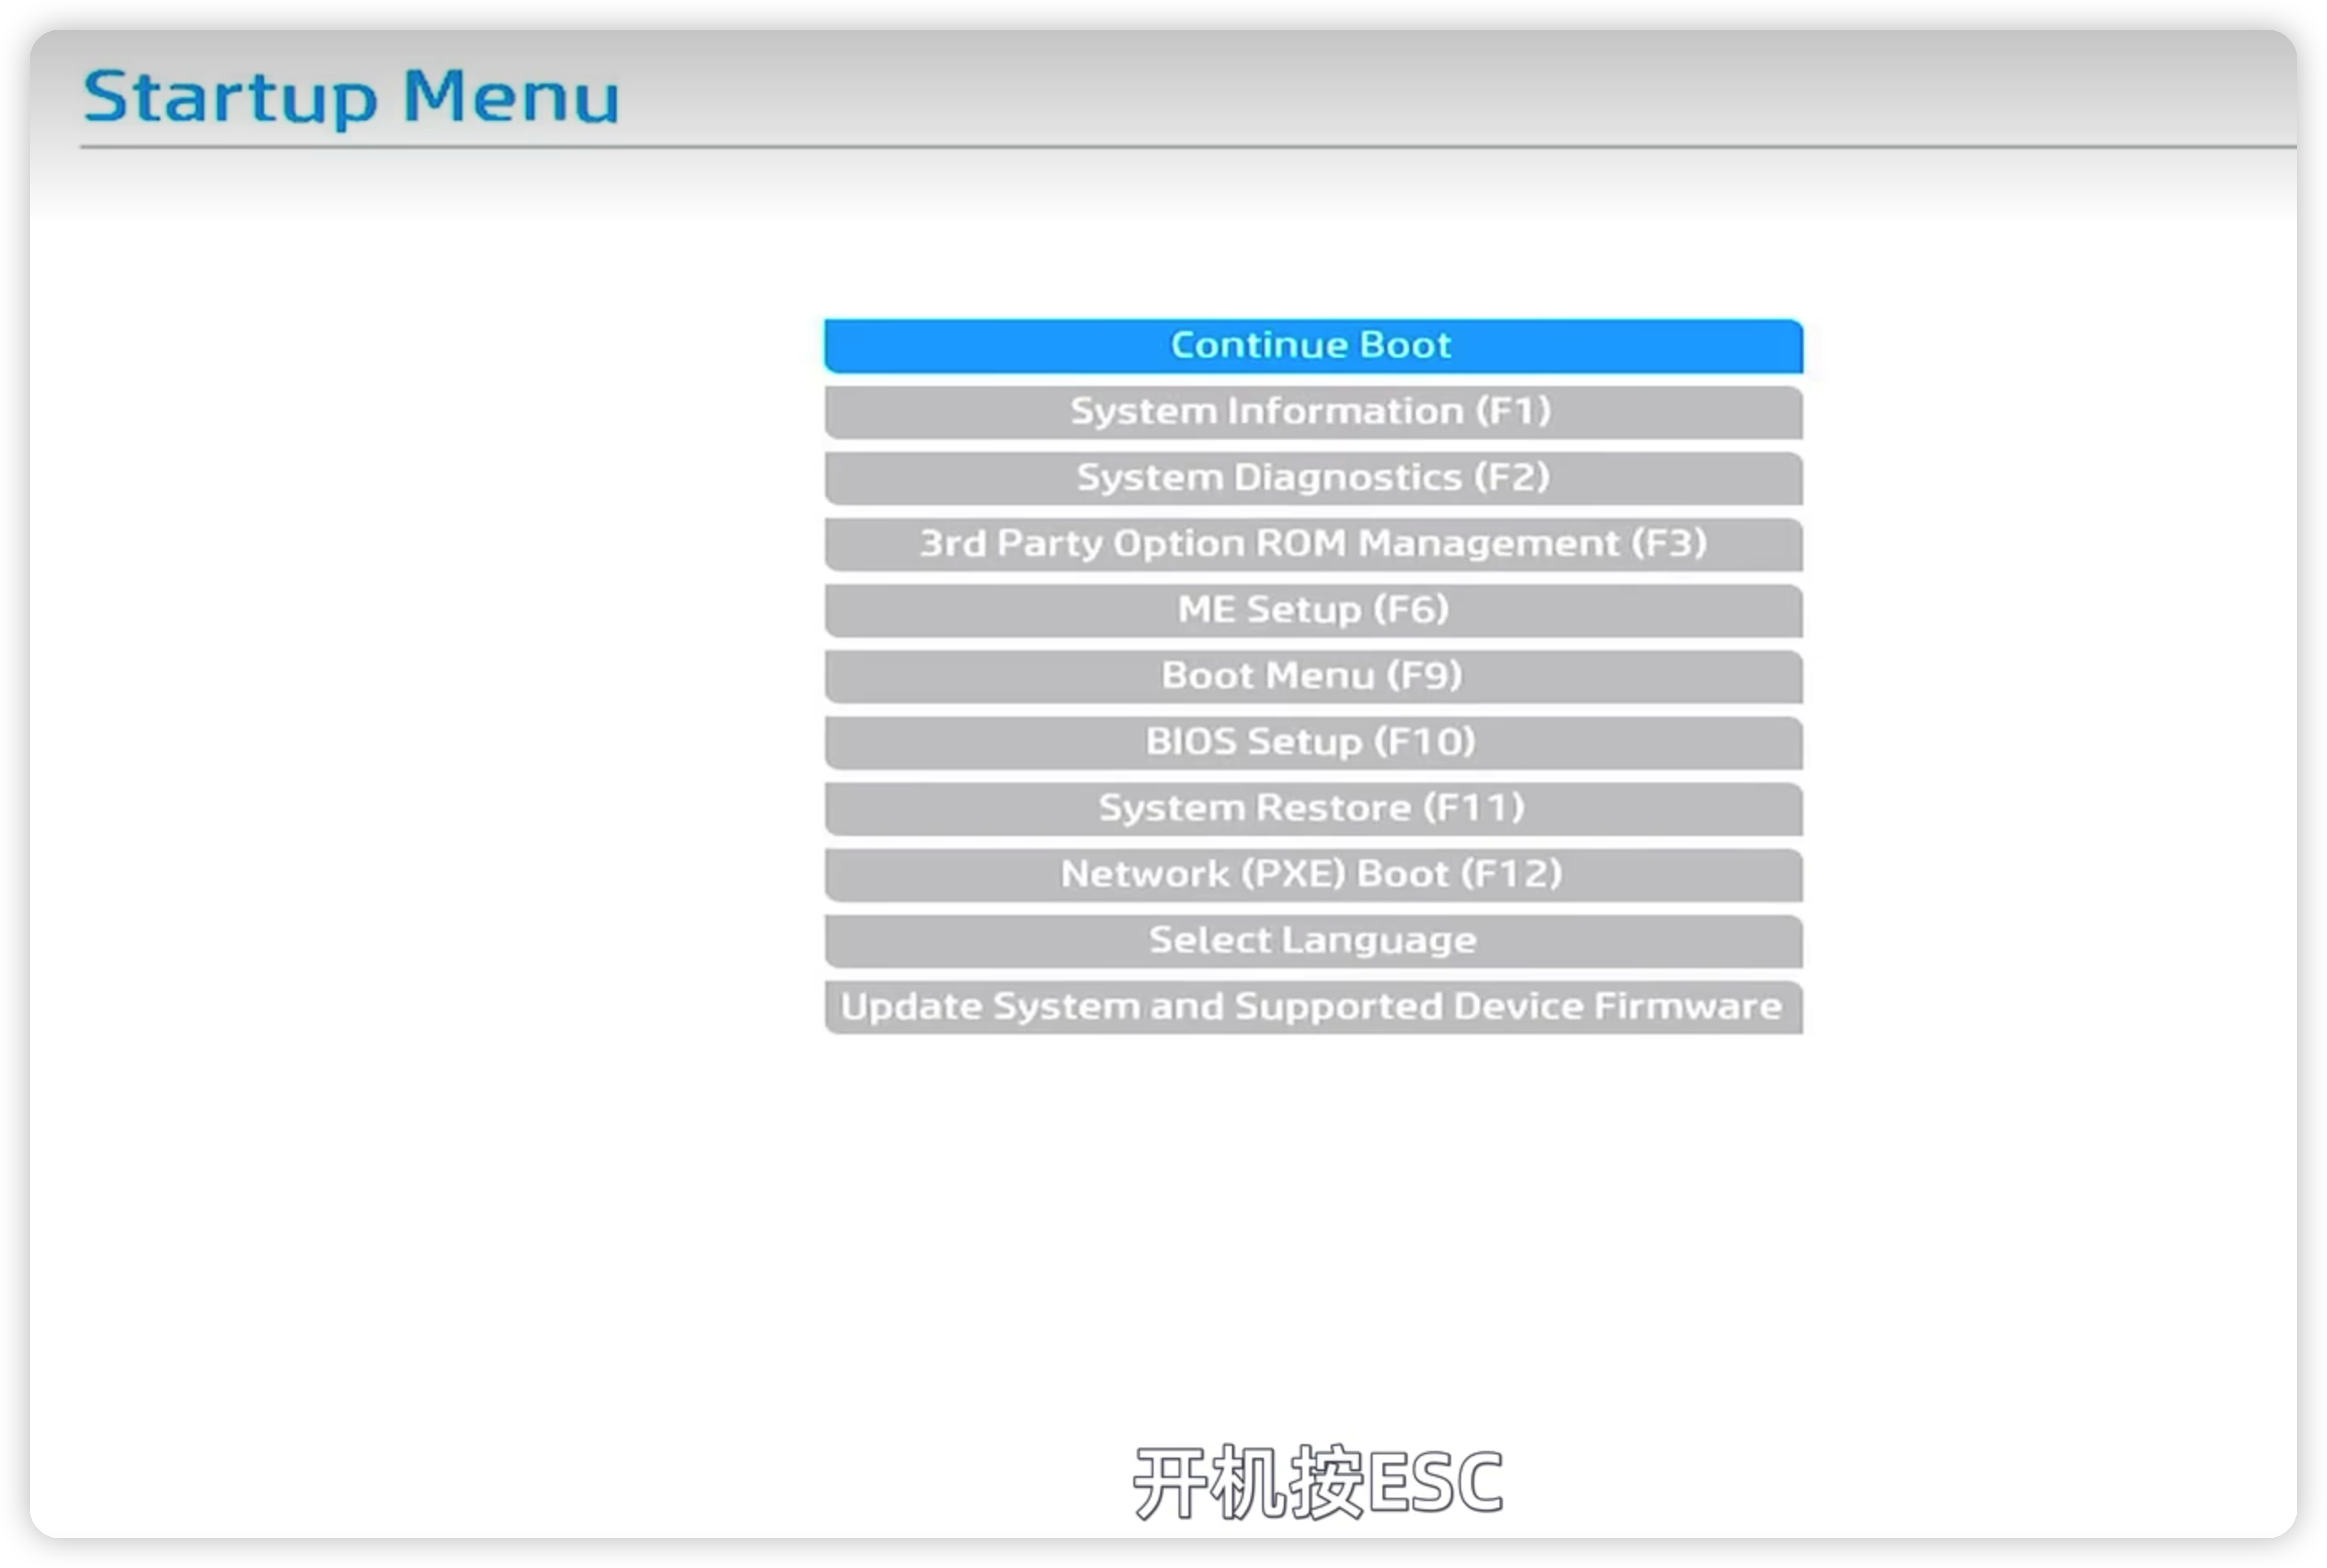 Startup Menu
Continue Boot
System Information (F1)
System Diagnostics (F2)
3rd Party Option ROM Management (F3)
ME Setup (F6)
Boot Menu (F9)
BIOS Setup (F10)
System Restore (F11)
Network (PXE) Boot (F12)
Select Language
Update System and Supported Device Firmware
开机按ESC